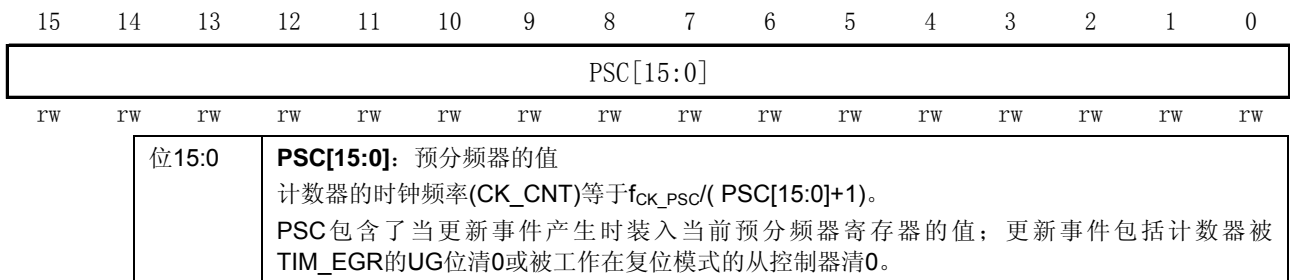 15 14 13 12 11 10 9 8 7 6 5 4 3 2 1 0
PSC[15:0]
rw rw rw rw rw rw rw rw rw rw rw rw rw rw rw rw
位15:0 PSC[15:0]：预分频器的值
计数器的时钟频率(CK_CNT)等于fCK_PSC/( PSC[15:0]+1)。
PSC包含了当更新事件产生时装入当前预分频器寄存器的值；更新事件包括计数器被
TIM_EGR的UG位清0或被工作在复位模式的从控制器清0。